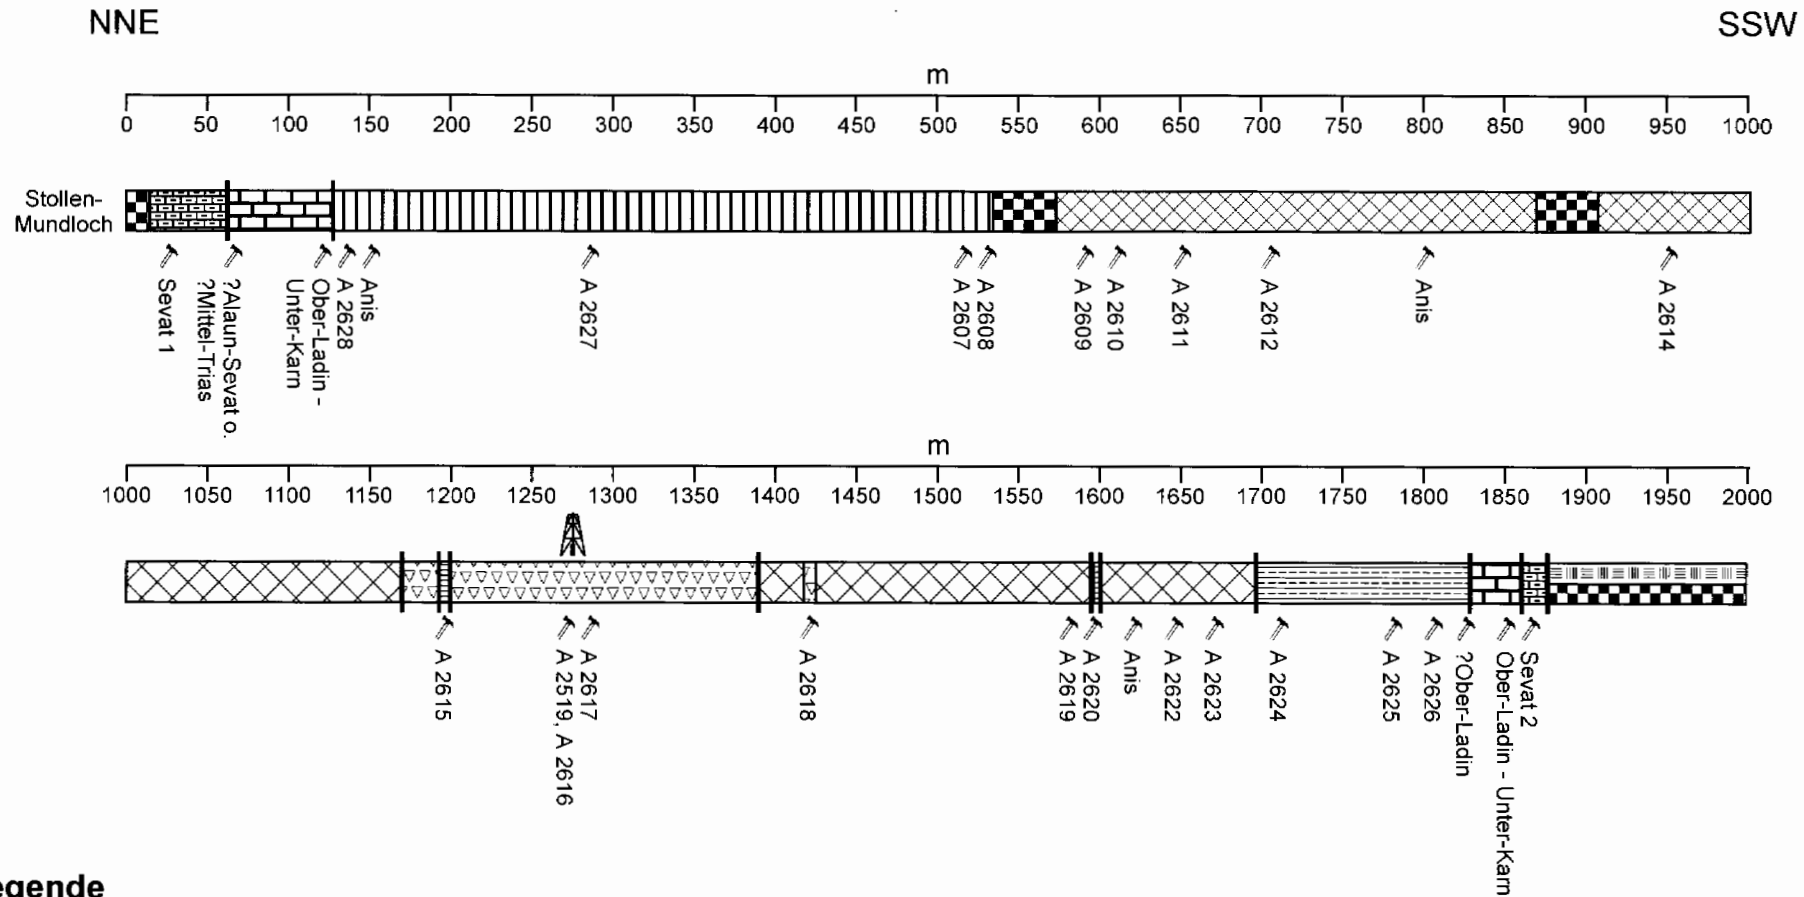 NNE
SSW
m
0 50 100 150 200 250 300 350 400 450 500 550 600 650 700 750 800 850 900 950 1000
Stollen-
Mundloch
Sevat 1
?Alaun-Sevat o.
?Mittel-Trias
Ober-Ladin -
Unter-Karn
A 2628
Anis
A 2627
A 2607
A 2608
A 2609
A 2610
A 2611
A 2612
Anis
A 2614
m
1000 1050 1100 1150 1200 1250 1300 1350 1400 1450 1500 1550 1600 1650 1700 1750 1800 1850 1900 1950 2000
A 2615
A 2519, A 2616
A 2617
A 2618
A 2619
A 2620
Anis
A 2622
A 2623
A 2624
A 2625
A 2626
?Ober-Ladin
Ober-Ladin - Unter-Karn
Sevat 2
egende